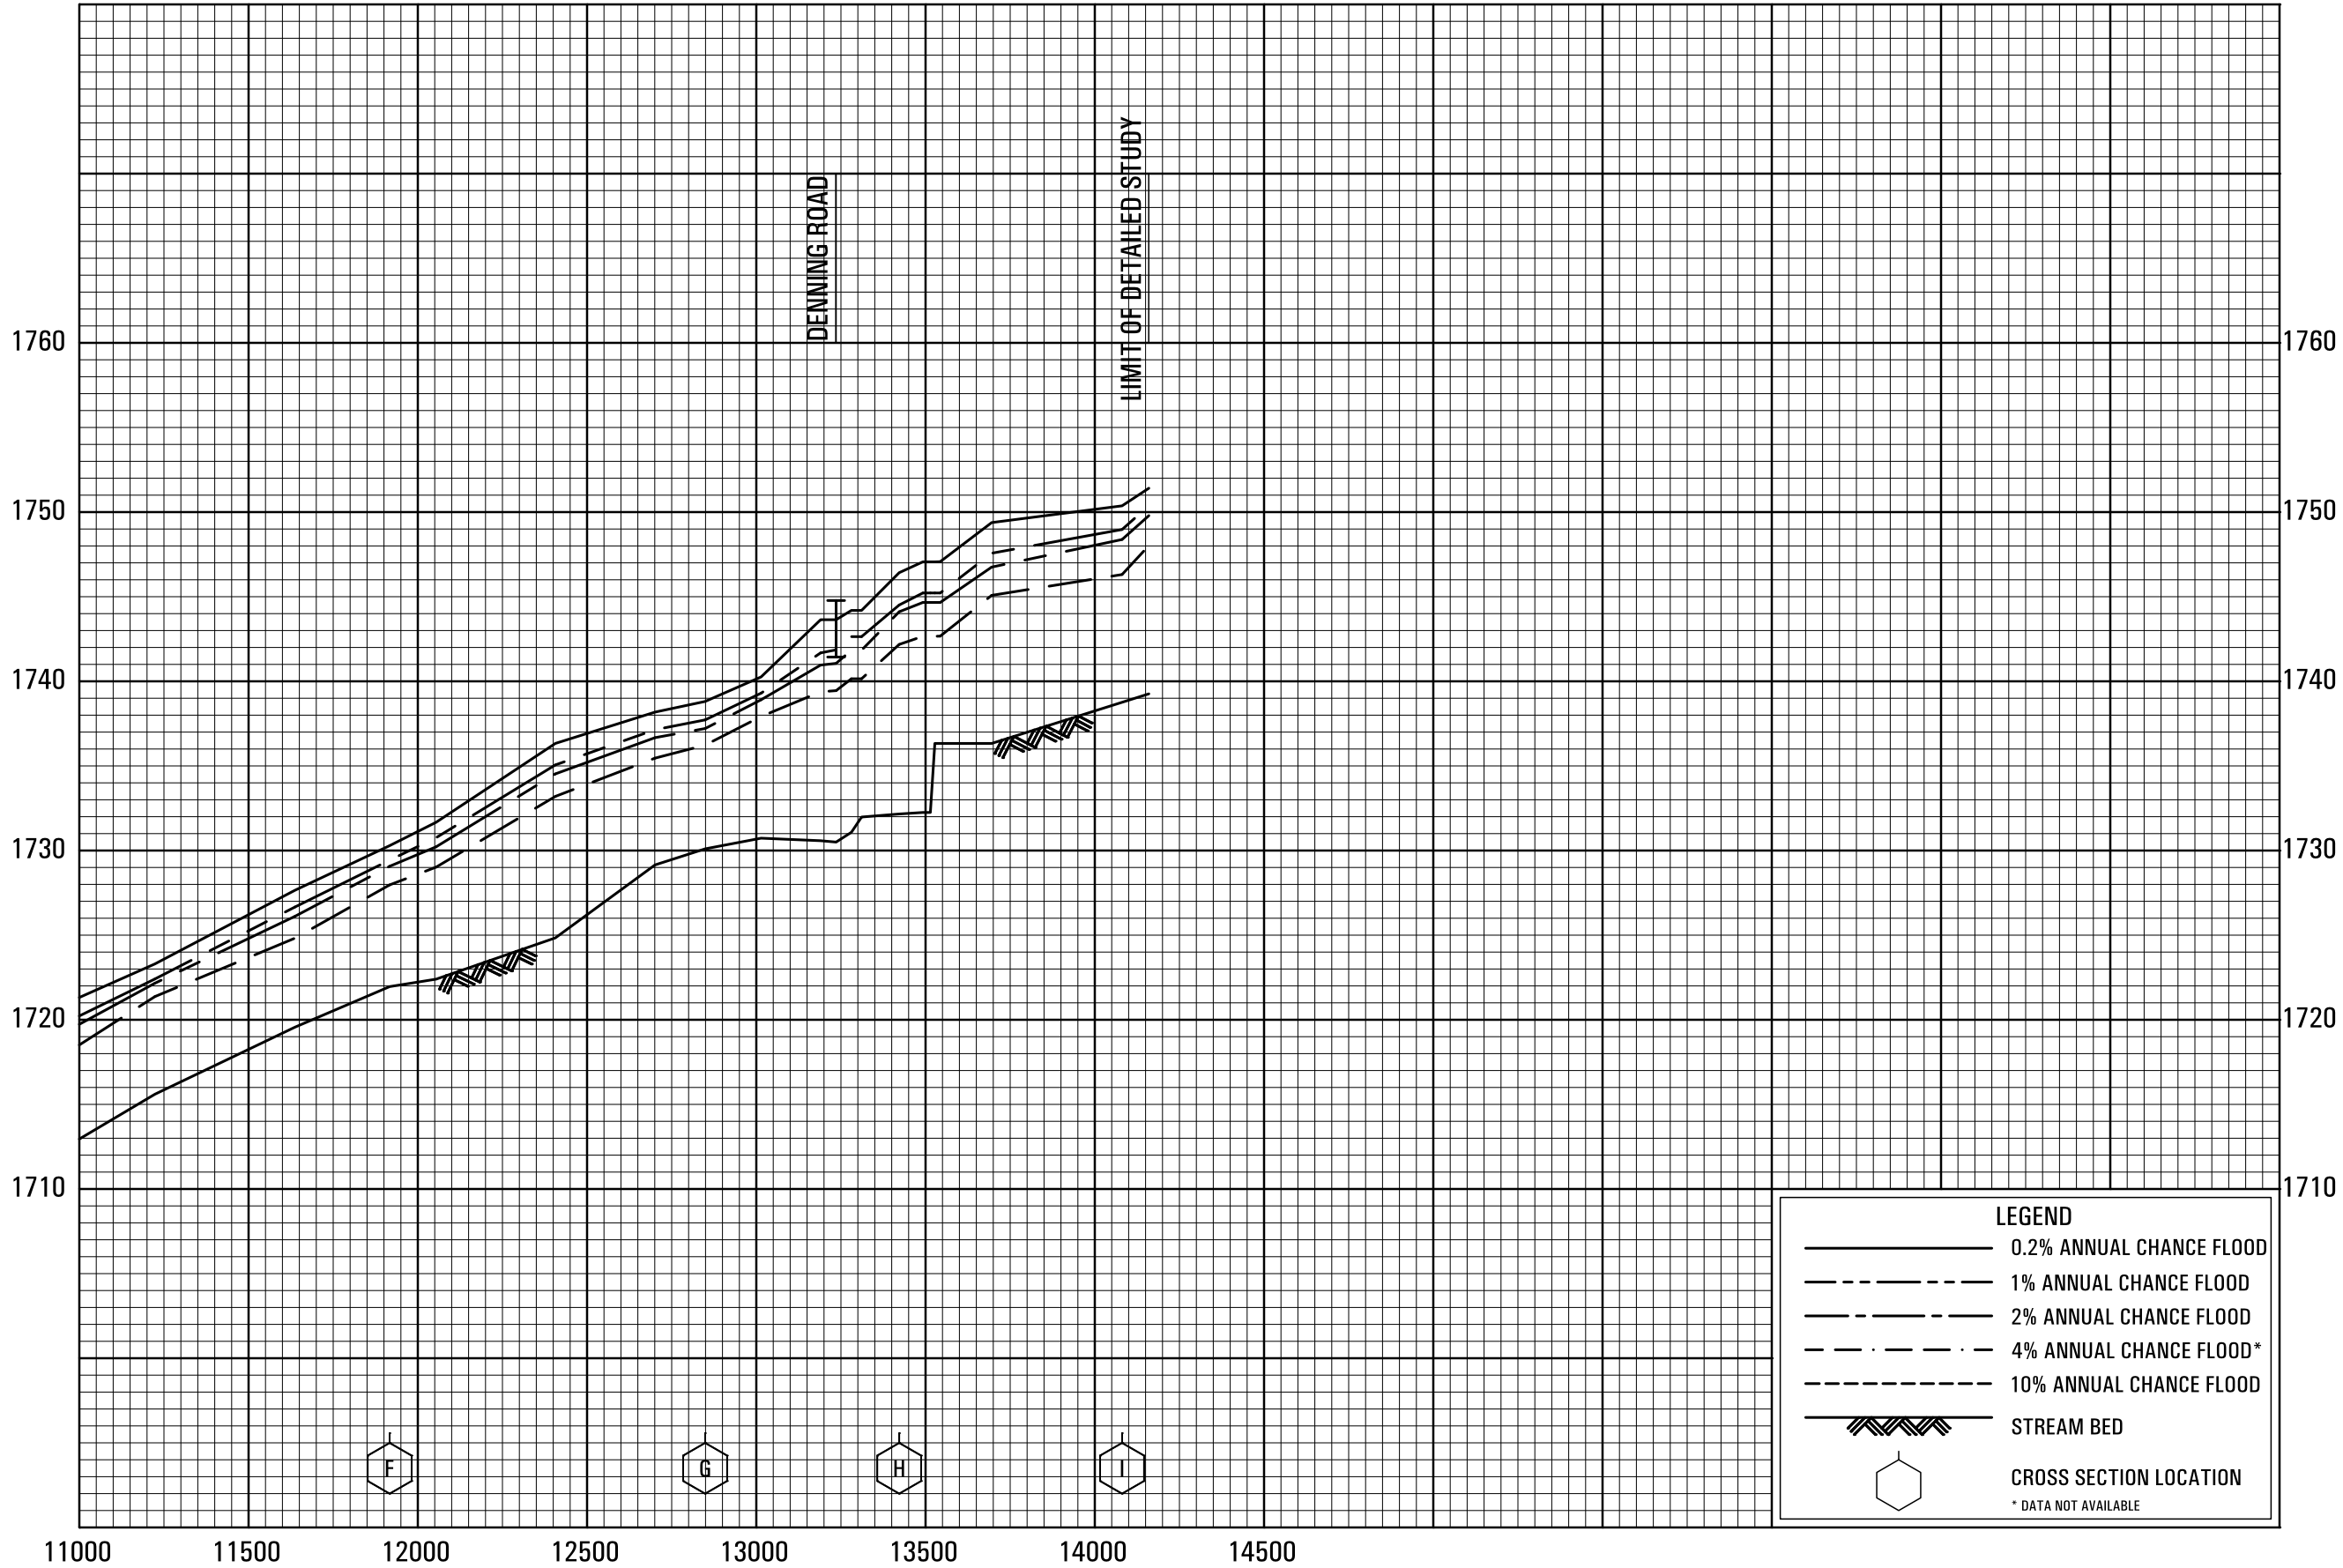 DENNING ROAD
LIMIT OF DETAILED STUDY
1760
1760
1750
1750
1740
1740
1730
1730
1720
1720
1710
1710
LEGEND
0.2% ANNUAL CHANCE FLOOD
1% ANNUAL CHANCE FLOOD
2% ANNUAL CHANCE FLOOD
4% ANNUAL CHANCE FLOOD*
10% ANNUAL CHANCE FLOOD
STREAM BED
CROSS SECTION LOCATION
* DATA NOT AVAILABLE
F
G
H
I
11000
11500
12000
12500
13000
13500
14000
14500